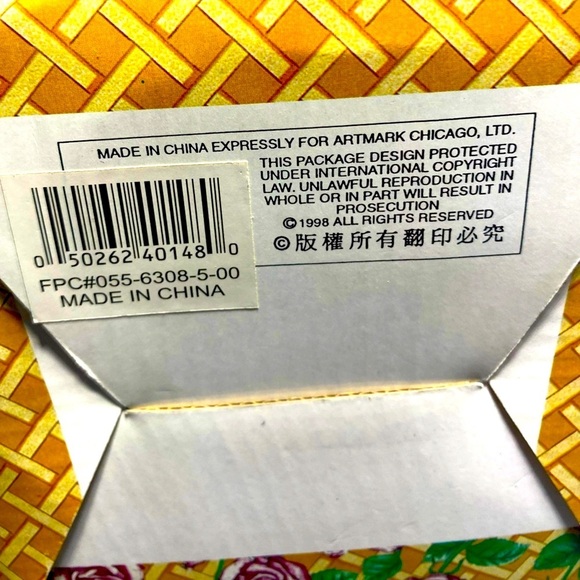 MADE IN CHINA EXPRESSLY FOR ARTMARK CHICAGO, LTD.
THIS PACKAGE DESIGN PROTECTED
UNDER INTERNATIONAL COPYRIGHT
LAW. UNLAWFUL REPRODUCTION IN
WHOLE OR IN PART WILL RESULT IN
PROSECUTION
©1998 ALL RIGHTS RESERVED
©版權所有翻印必究
0 50262 40148 0
FPC#055-6308-5-00
MADE IN CHINA